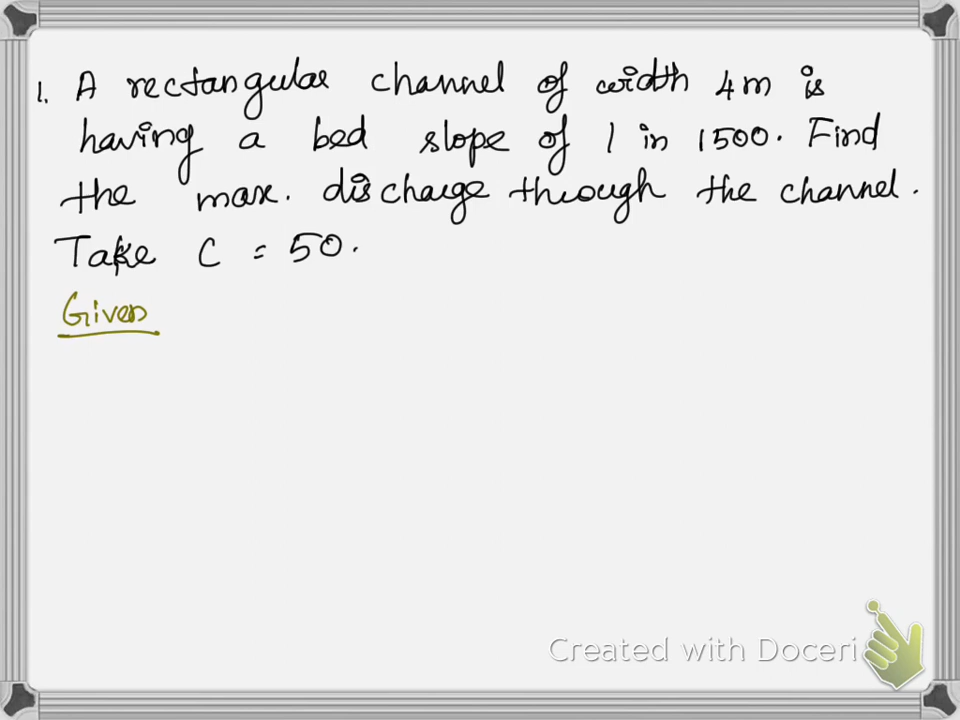 1. A rectangular channel of width 4m is
having a bed slope of 1 in 1500. Find
the max. discharge through the channel.
Take C = 50.
Given
Created with Doceri